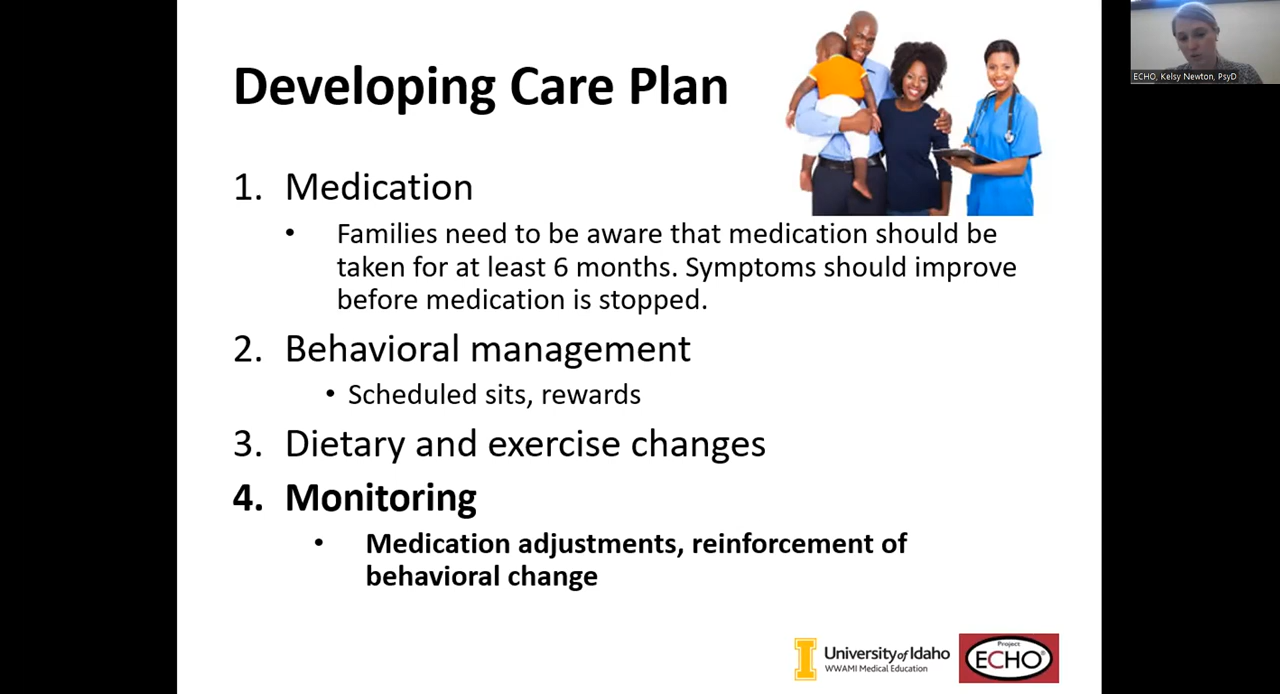 Developing Care Plan
ECHO, Kelsy Newton, PsyD
1. Medication
• Families need to be aware that medication should be
taken for at least 6 months. Symptoms should improve
before medication is stopped.
2. Behavioral management
• Scheduled sits, rewards
3. Dietary and exercise changes
4. Monitoring
• Medication adjustments, reinforcement of
behavioral change
I
University of Idaho
WWAMI Medical Education
Project
ECHO®